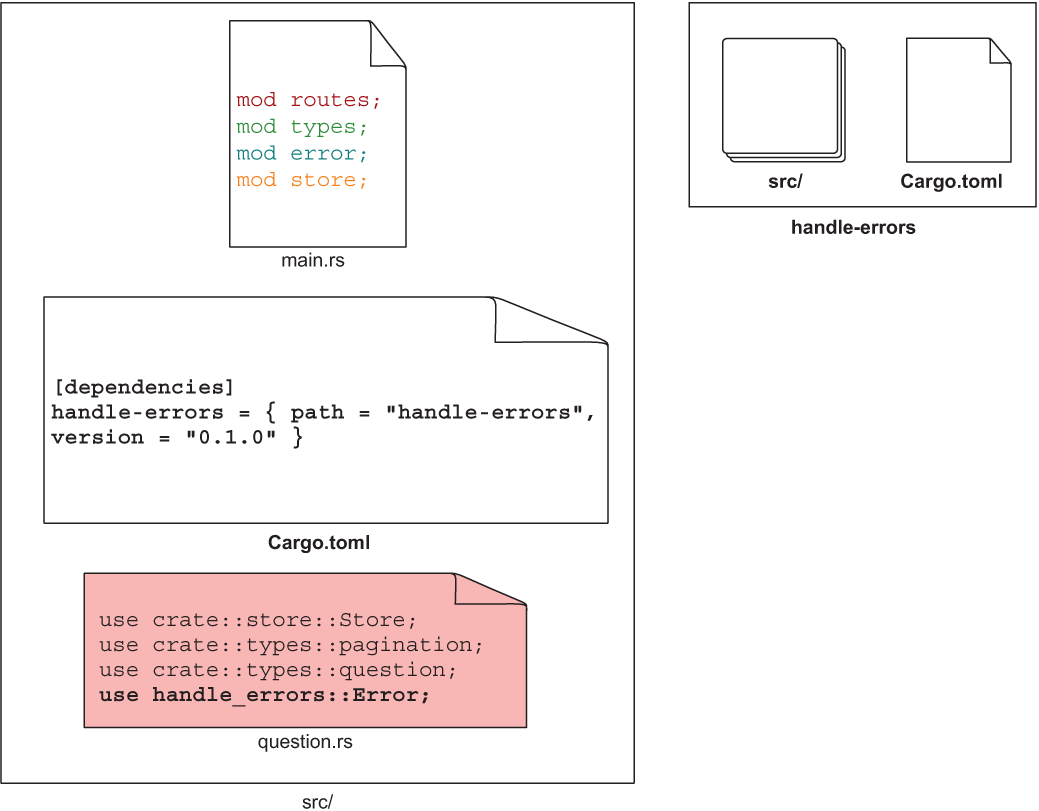 mod routes;
mod types;
mod error;
mod store;
main.rs
[dependencies]
handle-errors = { path = "handle-errors",
version = "0.1.0" }
Cargo.toml
use crate::store::Store;
use crate::types::pagination;
use crate::types::question;
use handle_errors::Error;
question.rs
src/
src/
Cargo.toml
handle-errors